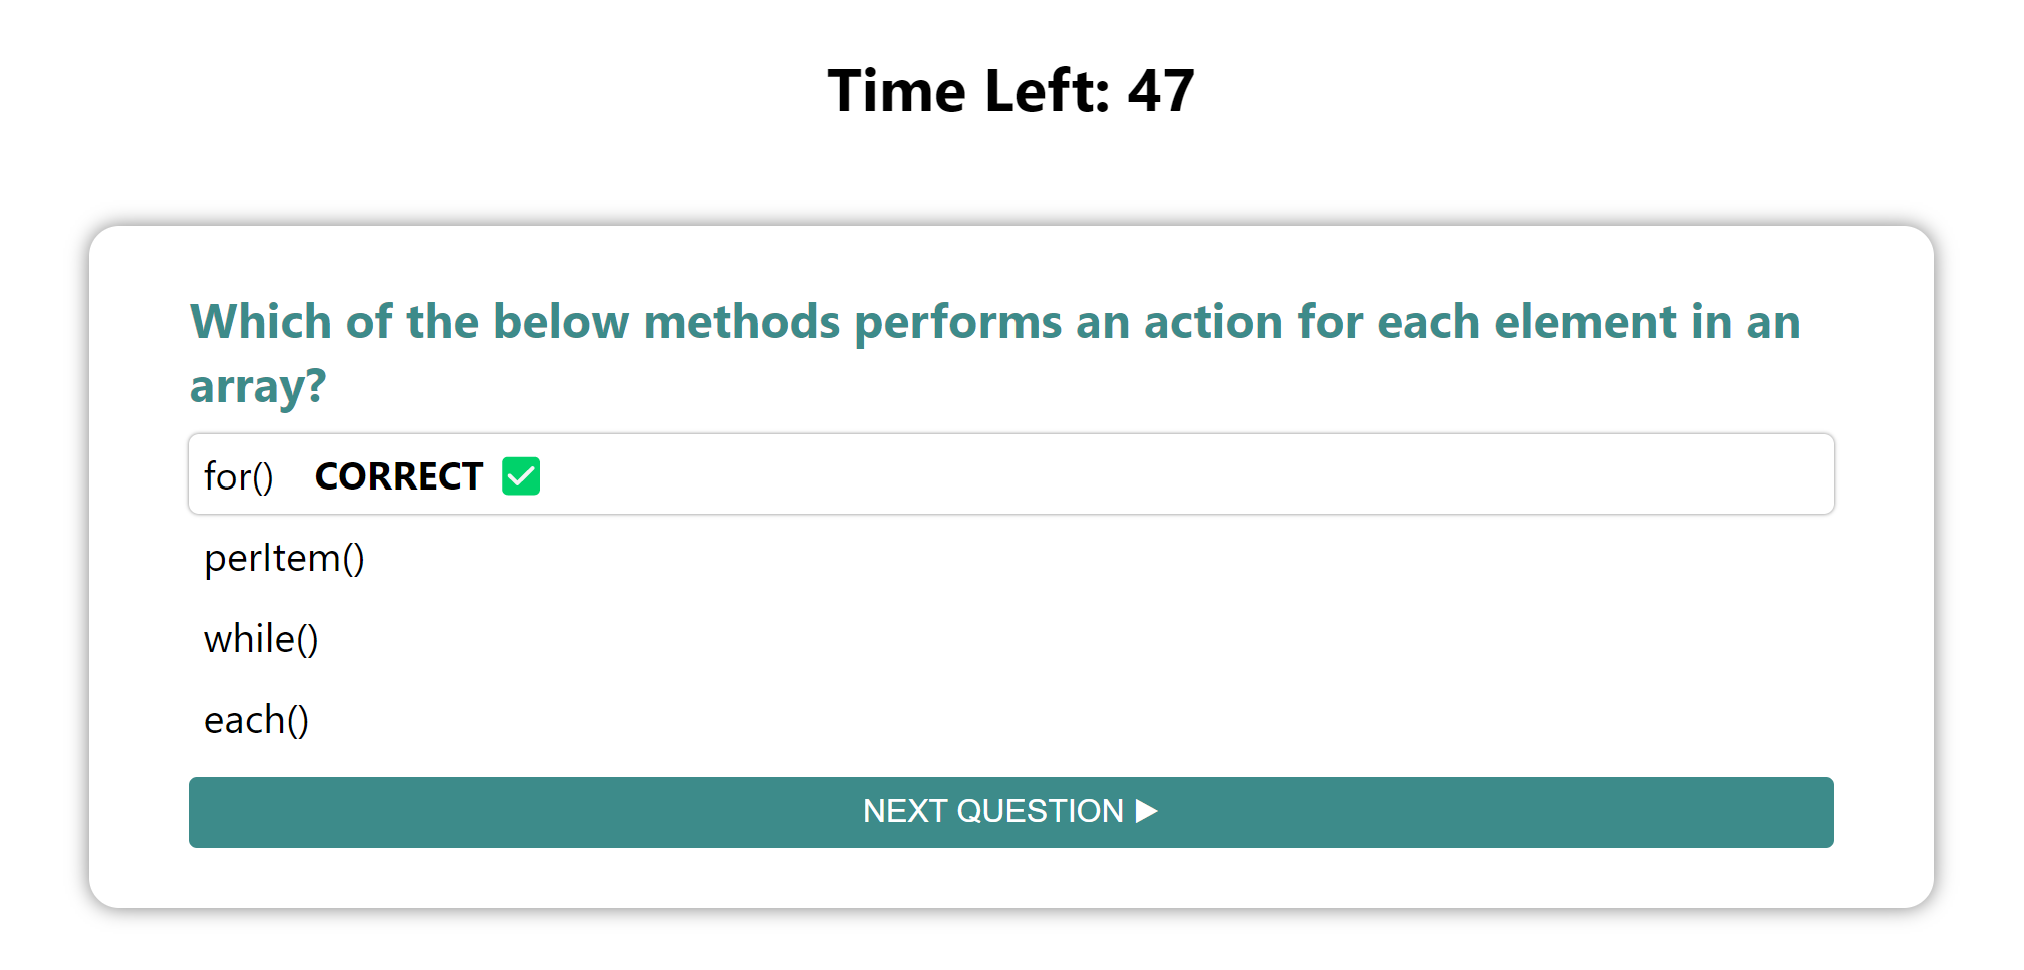 Time Left: 47
Which of the below methods performs an action for each element in an
array?
for() CORRECT ✅
perItem()
while()
each()
NEXT QUESTION ▶